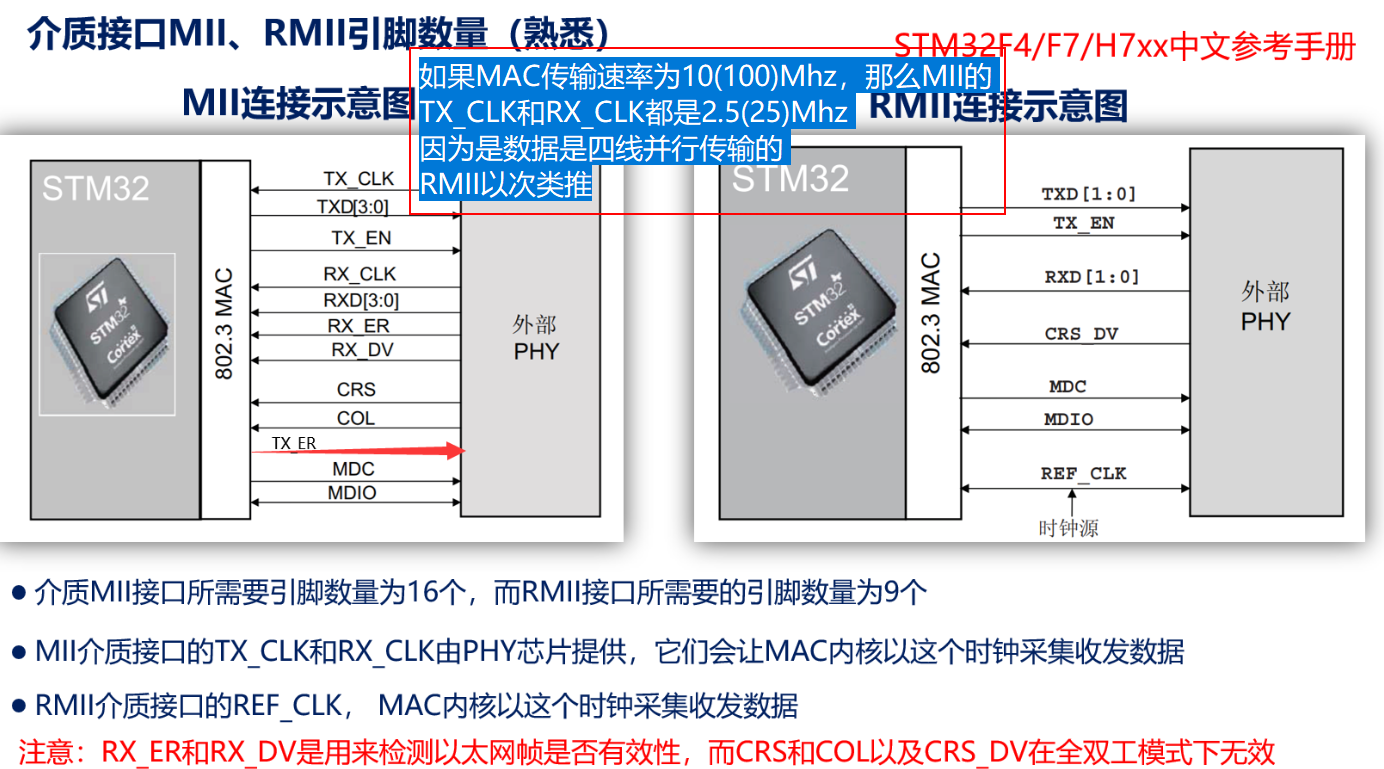 介质接口MII、RMII引脚数量（熟悉）
STM32F4/F7/H7xx中文参考手册
如果MAC传输速率为10(100)Mhz，那么MII的
TX_CLK和RX_CLK都是2.5(25)Mhz
因为是数据是四线并行传输的
RMII以次类推
MII连接示意图
STM32
ST
STM32
Cortex
802.3 MAC
TX_CLK
TXD[3:0]
TX_EN
RX_CLK
RXD[3:0]
RX_ER
RX_DV
CRS
COL
TX_ER
MDC
MDIO
外部
PHY
RMII连接示意图
STM32
ST
STM32
Cortex
802.3 MAC
TXD[1:0]
TX_EN
RXD[1:0]
CRS_DV
MDC
MDIO
REF_CLK
时钟源
外部
PHY
● 介质MII接口所需要引脚数量为16个，而RMII接口所需要的引脚数量为9个
● MII介质接口的TX_CLK和RX_CLK由PHY芯片提供，它们会让MAC内核以这个时钟采集收发数据
● RMII介质接口的REF_CLK， MAC内核以这个时钟采集收发数据
注意：RX_ER和RX_DV是用来检测以太网帧是否有效性，而CRS和COL以及CRS_DV在全双工模式下无效